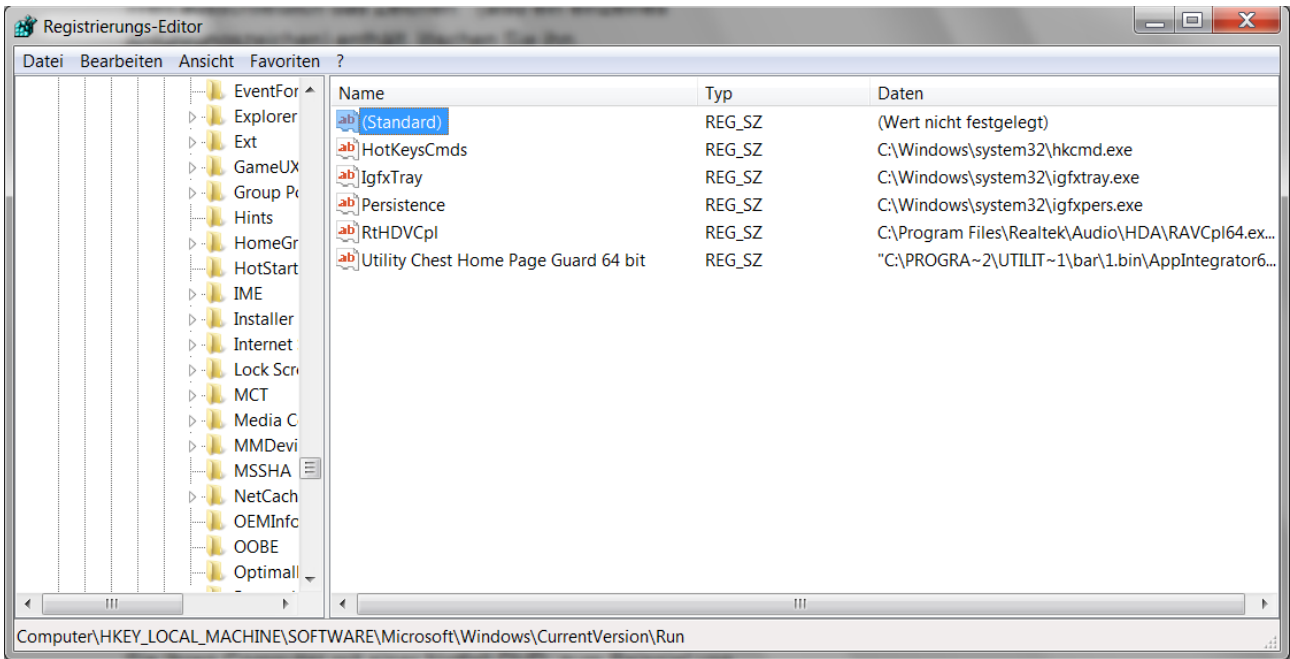 Registrierungs-Editor
Datei Bearbeiten Ansicht Favoriten ?
EventFor
Explorer
Ext
GameUX
Group Po
Hints
HomeGr
HotStart
IME
Installer
Internet
Lock Scre
MCT
Media C
MMDevi
MSSHA
NetCach
OEMInfo
OOBE
Optimall
Name Typ Daten
(Standard) REG_SZ (Wert nicht festgelegt)
HotKeysCmds REG_SZ C:\Windows\system32\hkcmd.exe
IgfxTray REG_SZ C:\Windows\system32\igfxtray.exe
Persistence REG_SZ C:\Windows\system32\igfxpers.exe
RtHDVCpl REG_SZ C:\Program Files\Realtek\Audio\HDA\RAVCpl64.ex...
Utility Chest Home Page Guard 64 bit REG_SZ "C:\PROGRA~2\UTILIT~1\bar\1.bin\AppIntegrator6...
Computer\HKEY_LOCAL_MACHINE\SOFTWARE\Microsoft\Windows\CurrentVersion\Run